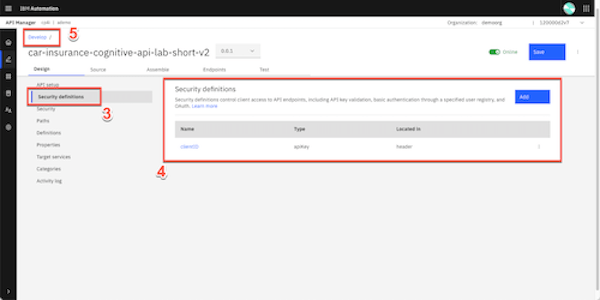 IBM Automation
API Manager cp4i / admin Organization: demoorg
Develop / 5
car-insurance-cognitive-api-lab-short-v2 0.0.1 Online Save
Design Source Assemble Endpoints Test
API setup
Security definitions
3
Security
Paths
Definitions
Properties
Target services
Categories
Activity log
Security definitions
Security definitions control client access to API endpoints, including API key validation, basic authentication through a specified user registry, and
OAuth. Learn more
Add
Name Type Located in
clientID apiKey header
4